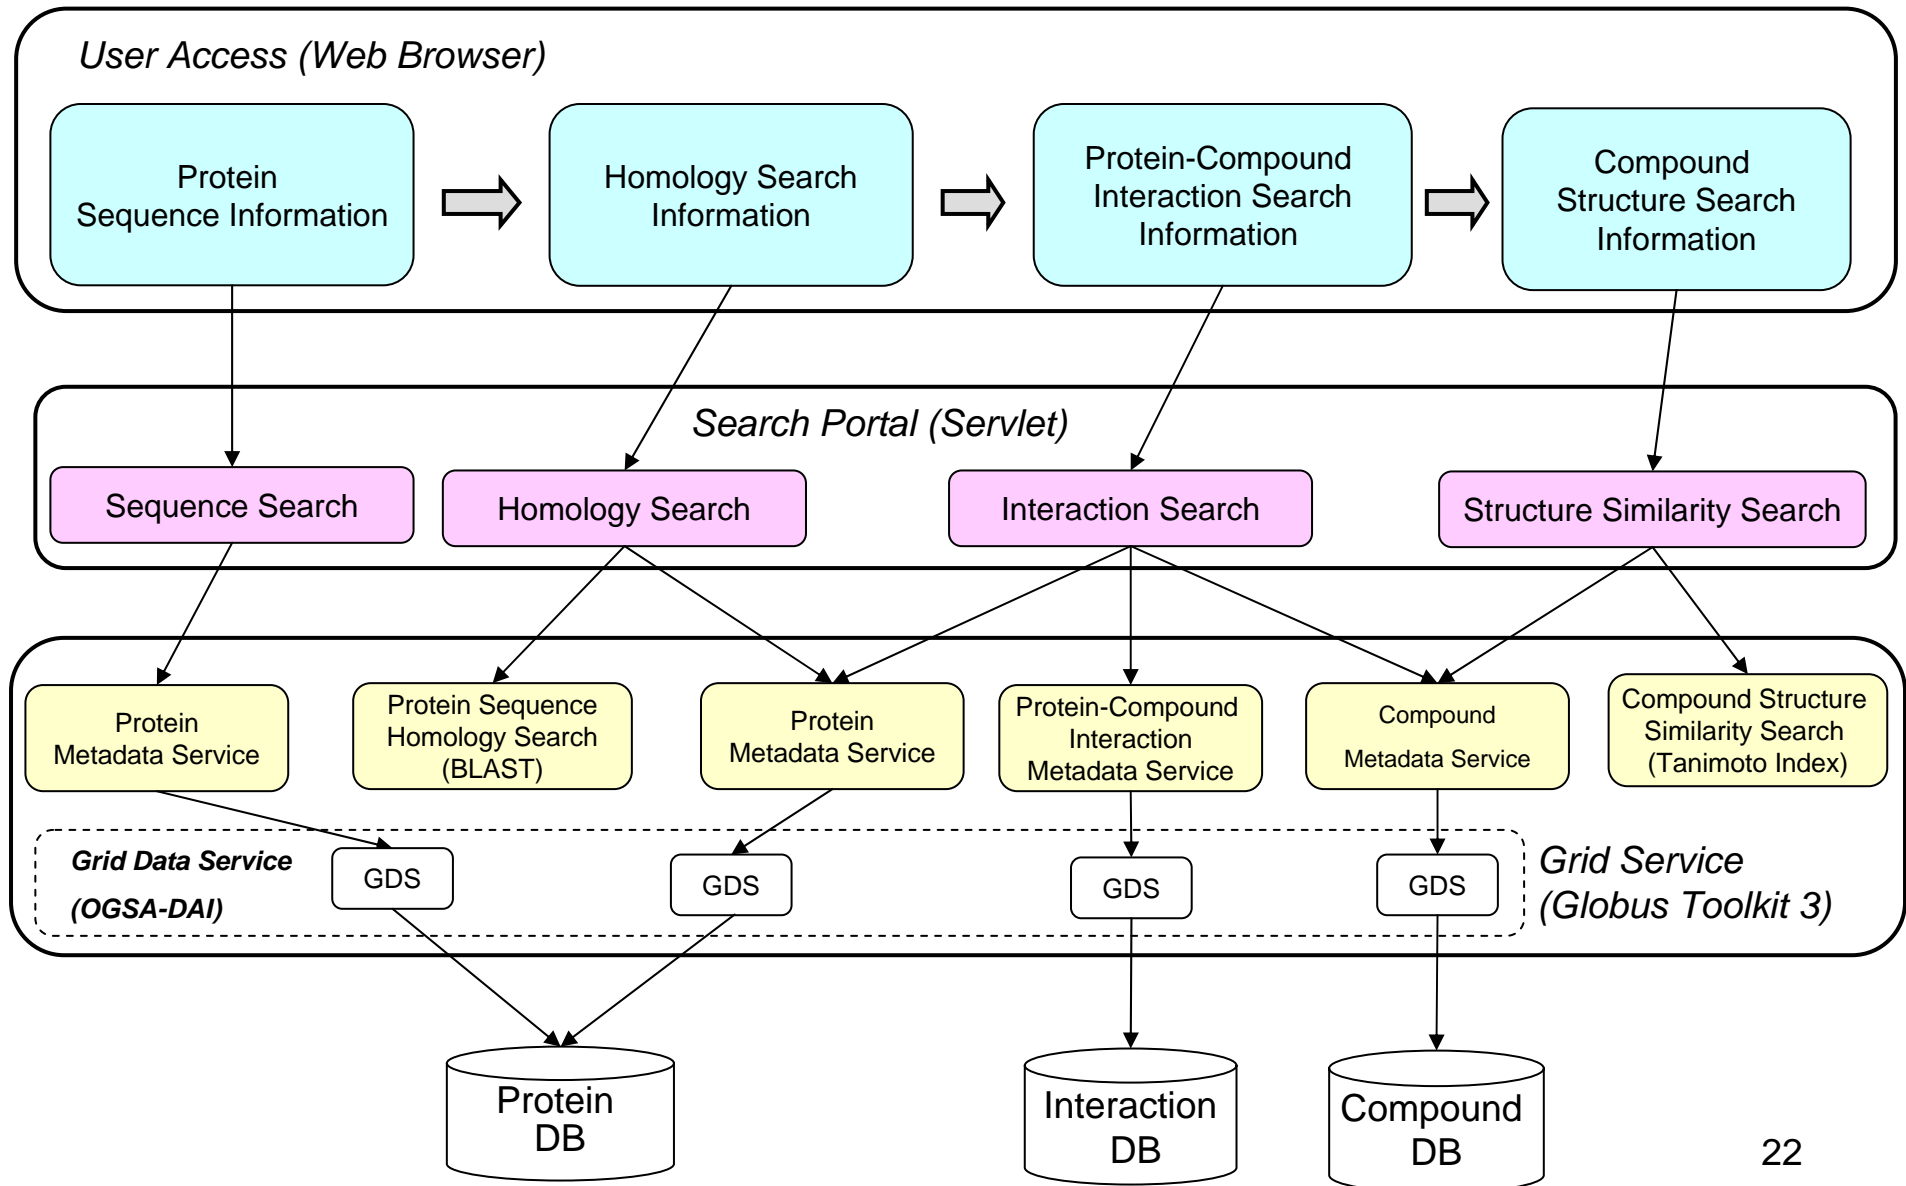 User Access (Web Browser)
Protein
Sequence Information
Homology Search
Information
Protein-Compound
Interaction Search
Information
Compound
Structure Search
Information
Search Portal (Servlet)
Sequence Search
Homology Search
Interaction Search
Structure Similarity Search
Protein
Metadata Service
Protein Sequence
Homology Search
(BLAST)
Protein
Metadata Service
Protein-Compound
Interaction
Metadata Service
Compound
Metadata Service
Compound Structure
Similarity Search
(Tanimoto Index)
Grid Data Service
(OGSA-DAI)
GDS
GDS
GDS
GDS
Grid Service
(Globus Toolkit 3)
Protein
DB
Interaction
DB
Compound
DB
22